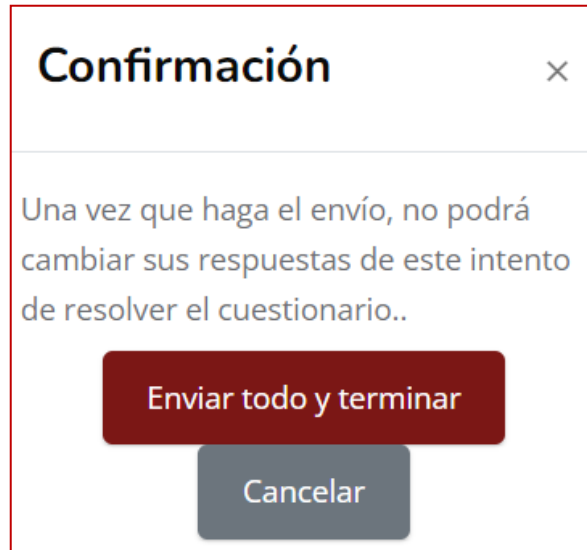 Confirmación
×
Una vez que haga el envío, no podrá
cambiar sus respuestas de este intento
de resolver el cuestionario..
Enviar todo y terminar
Cancelar